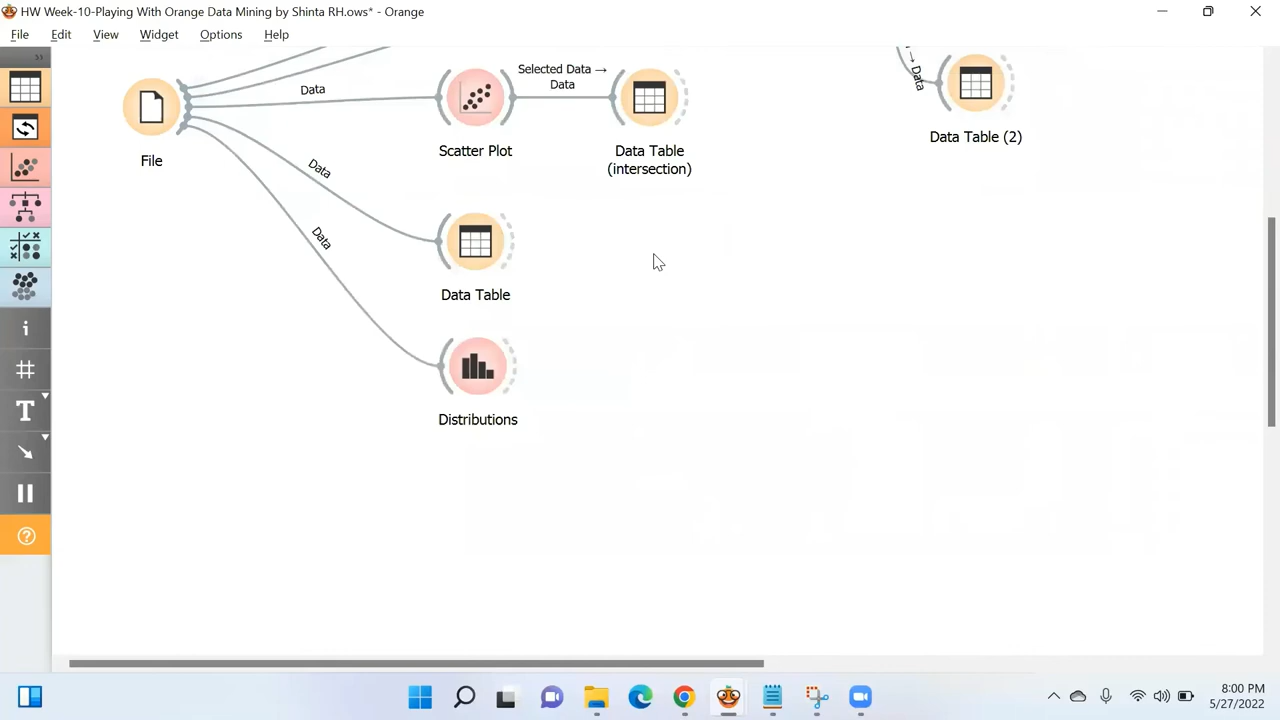 HW Week-10-Playing With Orange Data Mining by Shinta RH.ows* - Orange
File Edit View Widget Options Help
Selected Data →
Data
Data
→ Data
File
Scatter Plot
Data Table
(intersection)
Data Table (2)
Data
Data
Data Table
Distributions
T
8:00 PM
5/27/2022